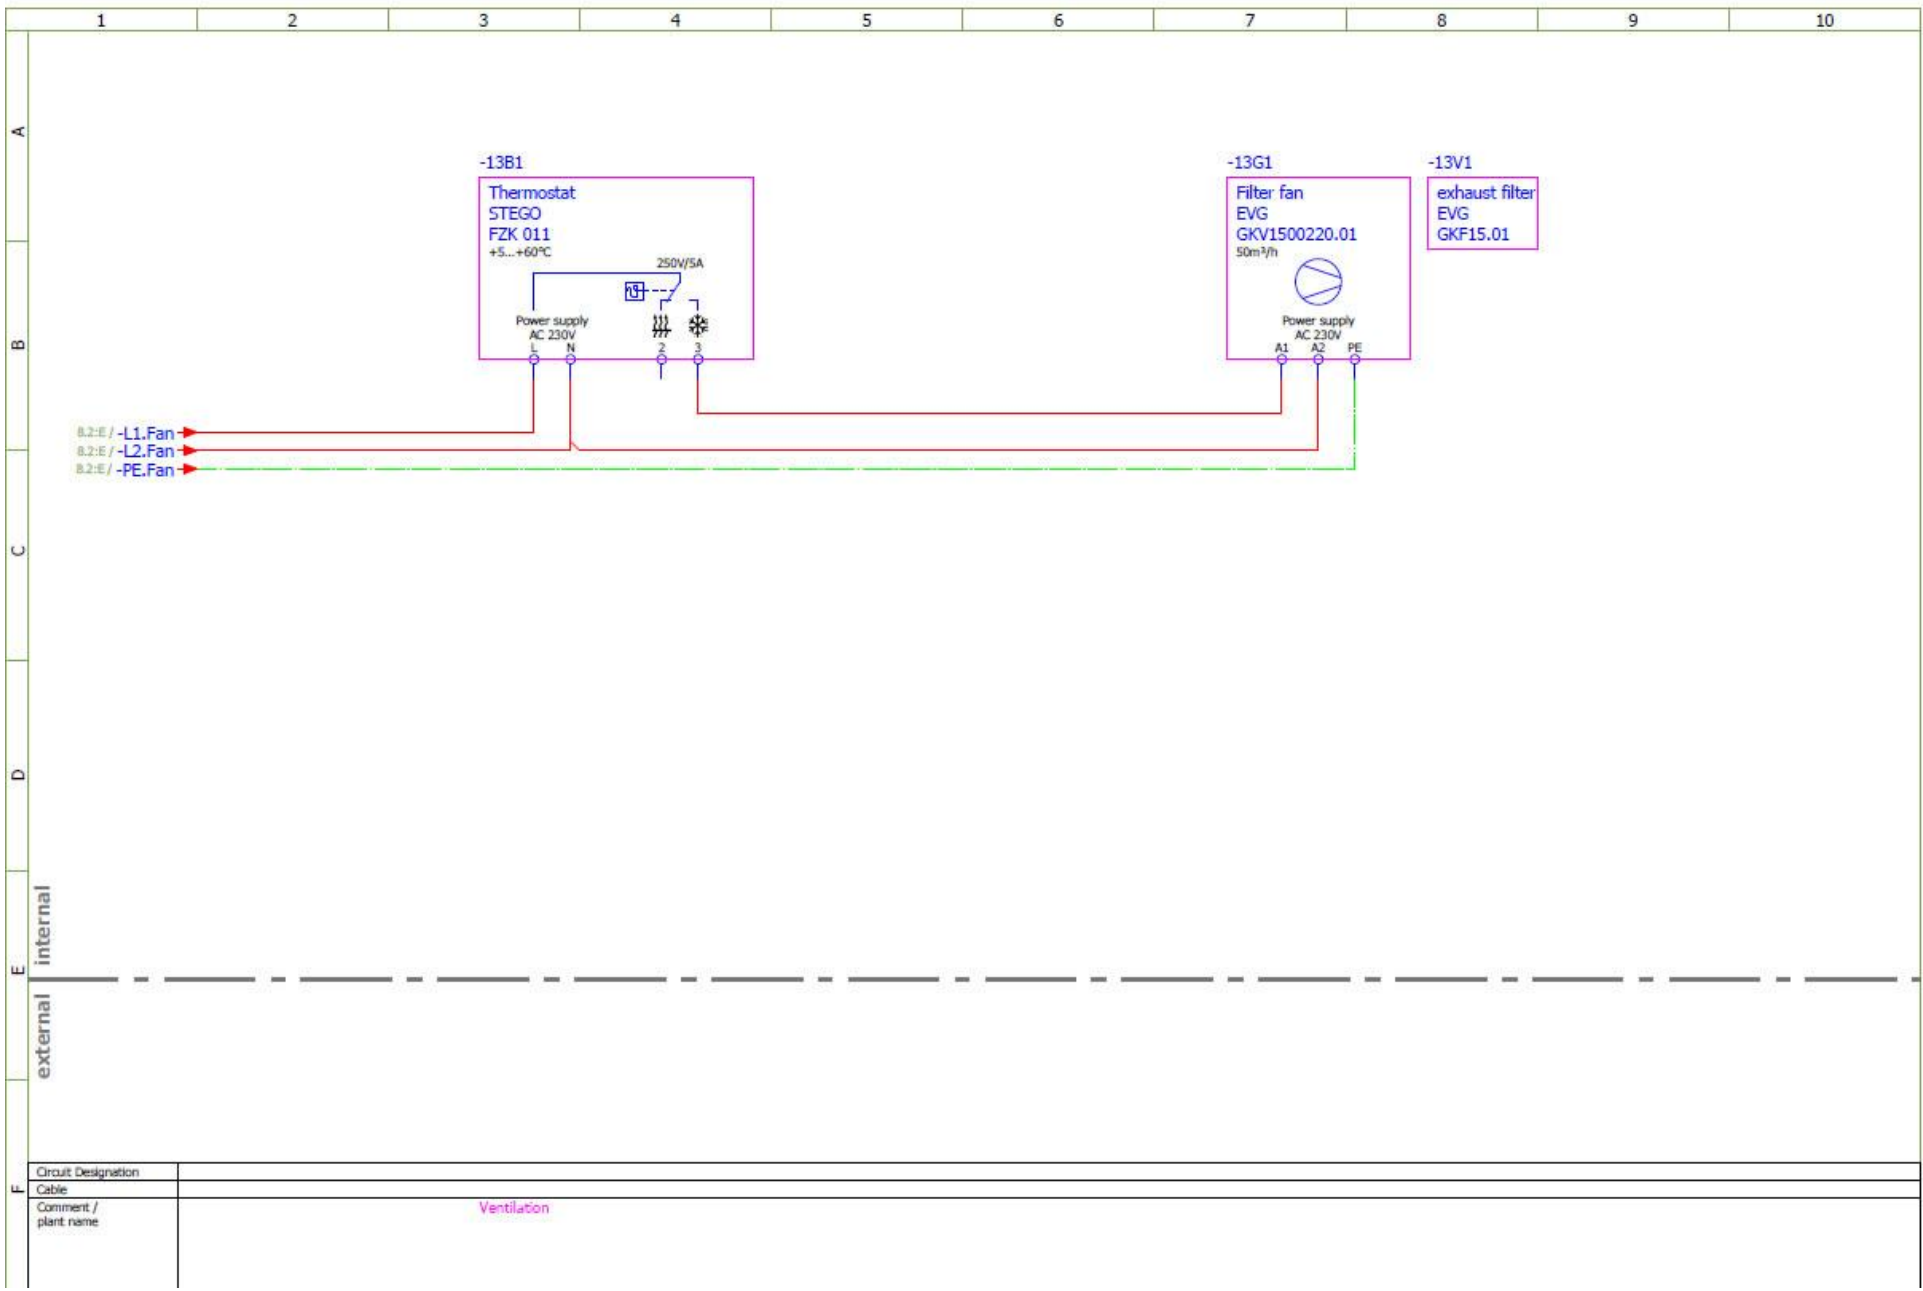 1 2 3 4 5 6 7 8 9 10
A
-13B1
Thermostat
STEGO
FZK 011
+5...+60°C
250V/5A
Power supply
AC 230V
L N 2 3
-13G1
Filter fan
EVG
GKV1500220.01
50m³/h
Power supply
AC 230V
A1 A2 PE
-13V1
exhaust filter
EVG
GKF15.01
B
8.2:E / -L1.Fan
8.2:E / -L2.Fan
8.2:E / -PE.Fan
C
D
E
internal
external
F
Circuit Designation
Cable
Comment /
plant name
Ventilation